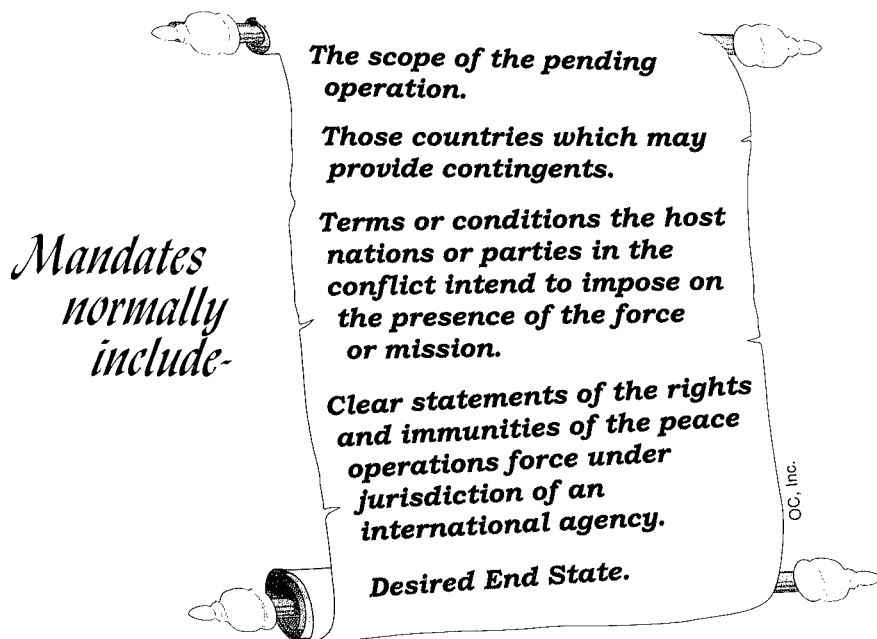 Mandates
normally
include-
The scope of the pending
operation.
Those countries which may
provide contingents.
Terms or conditions the host
nations or parties in the
conflict intend to impose on
the presence of the force
or mission.
Clear statements of the rights
and immunities of the peace
operations force under
jurisdiction of an
international agency.
Desired End State.
OC, Inc.